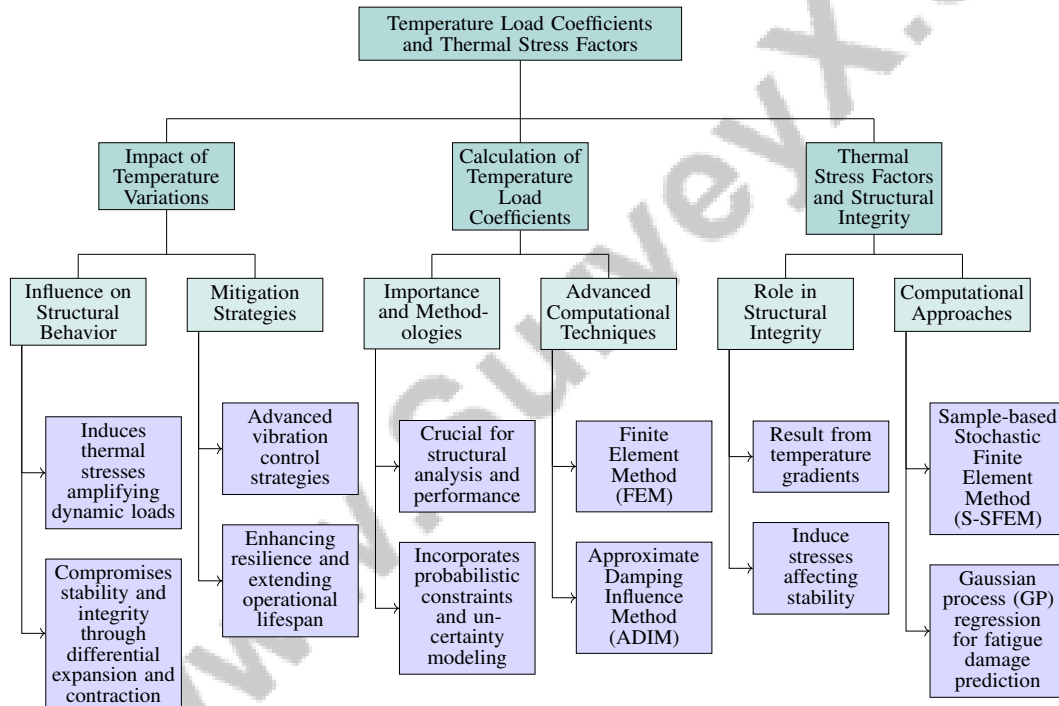 Temperature Load Coefficients
and Thermal Stress Factors
Impact of
Temperature
Variations
Calculation of
Temperature
Load
Coefficients
Thermal
Stress Factors
and Structural
Integrity
Influence on
Structural
Behavior
Mitigation
Strategies
Importance
and Method-
ologies
Advanced
Computational
Techniques
Role in
Structural
Integrity
Computational
Approaches
Induces
thermal
stresses
amplifying
dynamic loads
Advanced
vibration
control
strategies
Crucial for
structural
analysis and
performance
Finite
Element
Method
(FEM)
Result from
temperature
gradients
Sample-based
Stochastic
Finite
Element
Method
(S-SFEM)
Compromises
stability and
integrity
through
differential
expansion and
contraction
Enhancing
resilience and
extending
operational
lifespan
Incorporates
probabilistic
constraints
and un-
certainty
modeling
Approximate
Damping
Influence
Method
(ADIM)
Induce
stresses
affecting
stability
Gaussian
process (GP)
regression
for fatigue
damage
prediction
www.SurveyX.